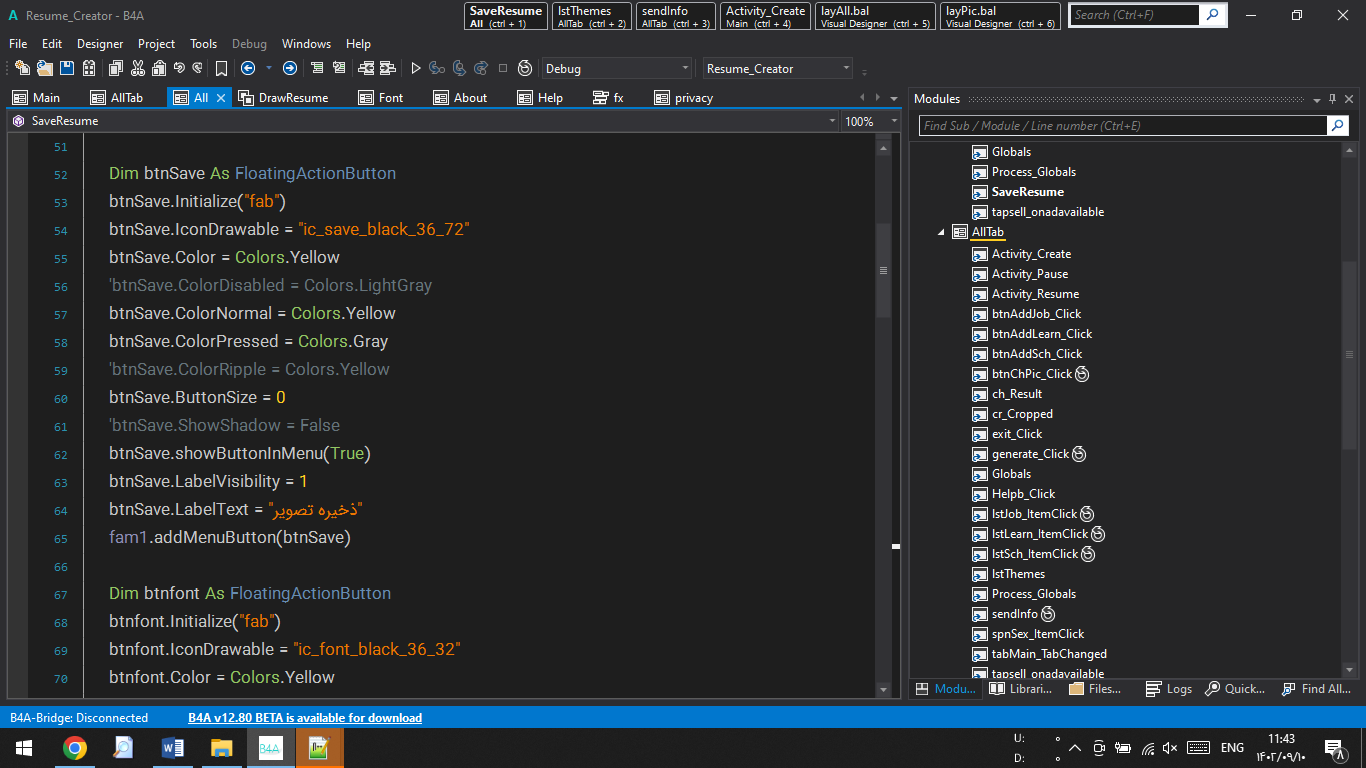 Resume_Creator - B4A
SaveResume
All (ctrl + 1)
lstThemes
AllTab (ctrl + 2)
sendInfo
AllTab (ctrl + 3)
Activity_Create
Main (ctrl + 4)
layAll.bal
Visual Designer (ctrl + 5)
layPic.bal
Visual Designer (ctrl + 6)
Search (Ctrl+F)
File Edit Designer Project Tools Debug Windows Help
Debug Resume_Creator
Main AllTab All DrawResume Font About Help fx privacy
SaveResume 100%
51
52 Dim btnSave As FloatingActionButton
53 btnSave.Initialize("fab")
54 btnSave.IconDrawable = "ic_save_black_36_72"
55 btnSave.Color = Colors.Yellow
56 'btnSave.ColorDisabled = Colors.LightGray
57 btnSave.ColorNormal = Colors.Yellow
58 btnSave.ColorPressed = Colors.Gray
59 'btnSave.ColorRipple = Colors.Yellow
60 btnSave.ButtonSize = 0
61 'btnSave.ShowShadow = False
62 btnSave.showButtonInMenu(True)
63 btnSave.LabelVisibility = 1
64 btnSave.LabelText = "ذخیره تصویر"
65 fam1.addMenuButton(btnSave)
66
67 Dim btnfont As FloatingActionButton
68 btnfont.Initialize("fab")
69 btnfont.IconDrawable = "ic_font_black_36_32"
70 btnfont.Color = Colors.Yellow
Modules
Find Sub / Module / Line number (Ctrl+E)
Globals
Process_Globals
SaveResume
tapsell_onadavailable
AllTab
Activity_Create
Activity_Pause
Activity_Resume
btnAddJob_Click
btnAddLearn_Click
btnAddSch_Click
btnChPic_Click
ch_Result
cr_Cropped
exit_Click
generate_Click
Globals
Helpb_Click
lstJob_ItemClick
lstLearn_ItemClick
lstSch_ItemClick
lstThemes
Process_Globals
sendInfo
spnSex_ItemClick
tabMain_TabChanged
tapsell_onadavailable
Modu... Librari... Files... Logs Quick... Find All...
B4A-Bridge: Disconnected B4A v12.80 BETA is available for download
B4A
U:
D:
ENG
11:43
۱۴۰۲/۰۹/۱۰
۸